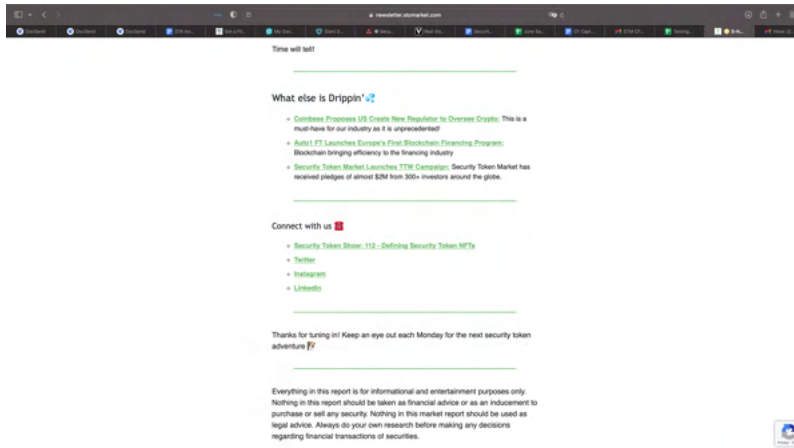 newsletter.stomarket.com
DocSend
DocSend
DocSend
Time will tell!
What else is Drippin'💦
Coinbase Proposes US Create New Regulator to Oversee Crypto: This is a
must-have for our industry as it is unprecedented!
Auto1 FT Launches Europe's First Blockchain Financing Program:
Blockchain bringing efficiency to the financing industry
Security Token Market Launches TTW Campaign: Security Token Market has
received pledges of almost $2M from 300+ investors around the globe.
Connect with us ☎️
Security Token Show: 112 - Defining Security Token NFTs
Twitter
Instagram
LinkedIn
Thanks for tuning in! Keep an eye out each Monday for the next security token
adventure 🧗
Everything in this report is for informational and entertainment purposes only.
Nothing in this report should be taken as financial advice or as an inducement to
purchase or sell any security. Nothing in this market report should be used as
legal advice. Always do your own research before making any decisions
regarding financial transactions of securities.